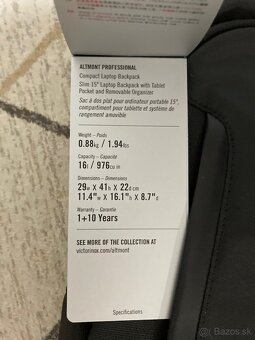 ALTMONT PROFESSIONAL
Compact Laptop Backpack
Slim 15" Laptop Backpack with Tablet
Pocket and Removable Organizer
Sac à dos plat pour ordinateur portable 15",
compartiment pour tablette et système de
rangement amovible
Weight - Poids
0.88kg / 1.94lbs
Capacity - Capacité
16l / 976cu in
Dimensions - Dimensions
29w X 41h X 22d cm
11.4"w X 16.1"h X 8.7"d
Warranty - Garantie
1+10 Years
SEE MORE OF THE COLLECTION AT
victorinox.com/altmont
Specifications
bazos.sk